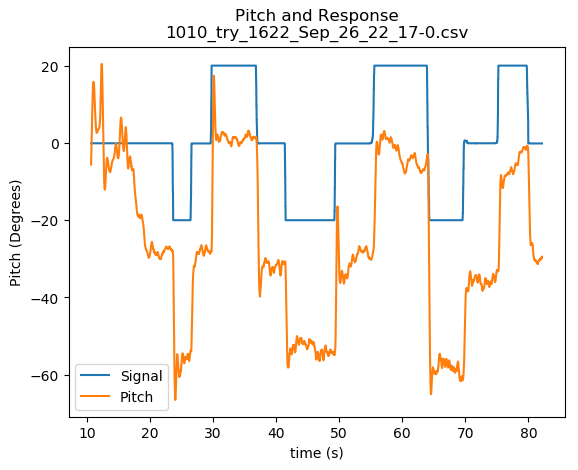 Pitch and Response
1010_try_1622_Sep_26_22_17-0.csv
Pitch (Degrees)
20
0
−20
−40
−60
Signal
Pitch
10 20 30 40 50 60 70 80
time (s)